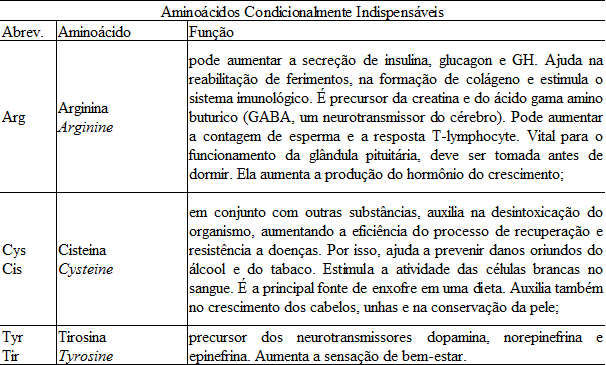 Aminoácidos Condicionalmente Indispensáveis
Abrev. Aminoácido Função
Arg
Arginina
Arginine
pode aumentar a secreção de insulina, glucagon e GH. Ajuda na
reabilitação de ferimentos, na formação de colágeno e estimula o
sistema imunológico. É precursor da creatina e do ácido gama amino
buturico (GABA, um neurotransmissor do cérebro). Pode aumentar
a contagem de esperma e a resposta T-lymphocyte. Vital para o
funcionamento da glândula pituitária, deve ser tomada antes de
dormir. Ela aumenta a produção do hormônio do crescimento;
Cys
Cis
Cisteina
Cysteine
em conjunto com outras substâncias, auxilia na desintoxicação do
organismo, aumentando a eficiência do processo de recuperação e
resistência a doenças. Por isso, ajuda a prevenir danos oriundos do
álcool e do tabaco. Estimula a atividade das células brancas no
sangue. É a principal fonte de enxofre em uma dieta. Auxilia também
no crescimento dos cabelos, unhas e na conservação da pele;
Tyr
Tir
Tirosina
Tyrosine
precursor dos neurotransmissores dopamina, norepinefrina e
epinefrina. Aumenta a sensação de bem-estar.